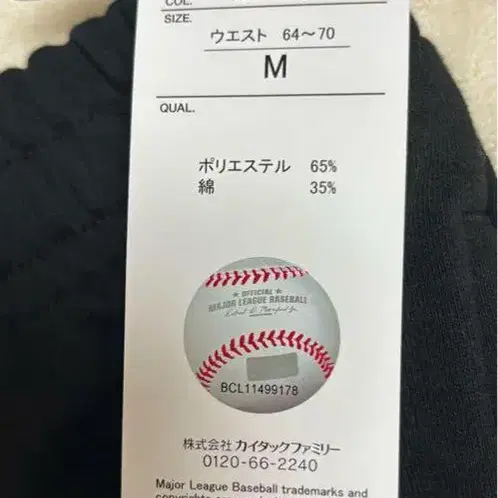 COL.
SIZE.
ウエスト 64〜70
M
QUAL.
ポリエステル 65%
綿 35%
★ OFFICIAL ★
MAJOR LEAGUE BASEBALL
BCL11499178
株式会社 カイタックファミリー
0120-66-2240
Major League Baseball trademarks and